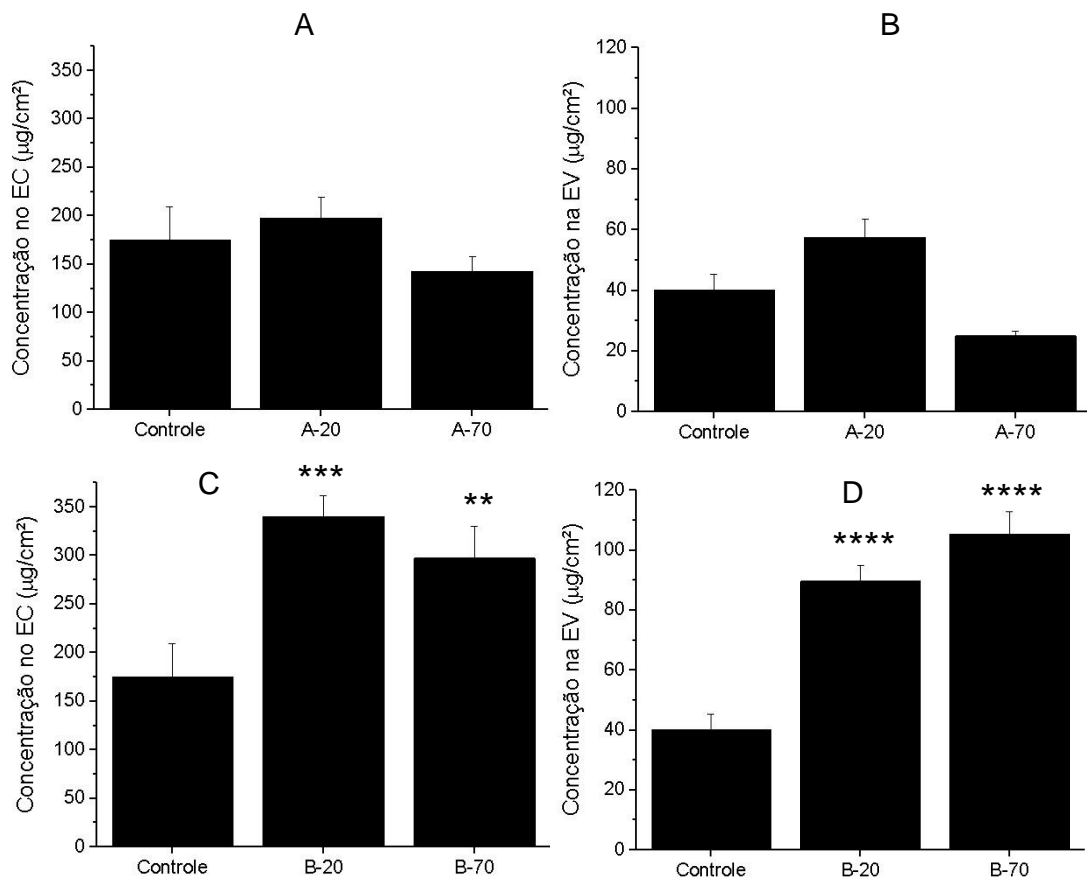 A
Concentração no EC (µg/cm²)
350
300
250
200
150
100
50
0
Controle
A-20
A-70
B
Concentração na EV (µg/cm²)
120
100
80
60
40
20
0
Controle
A-20
A-70
C
***
**
Concentração no EC (µg/cm²)
350
300
250
200
150
100
50
0
Controle
B-20
B-70
D
****
****
Concentração na EV (µg/cm²)
120
100
80
60
40
20
0
Controle
B-20
B-70